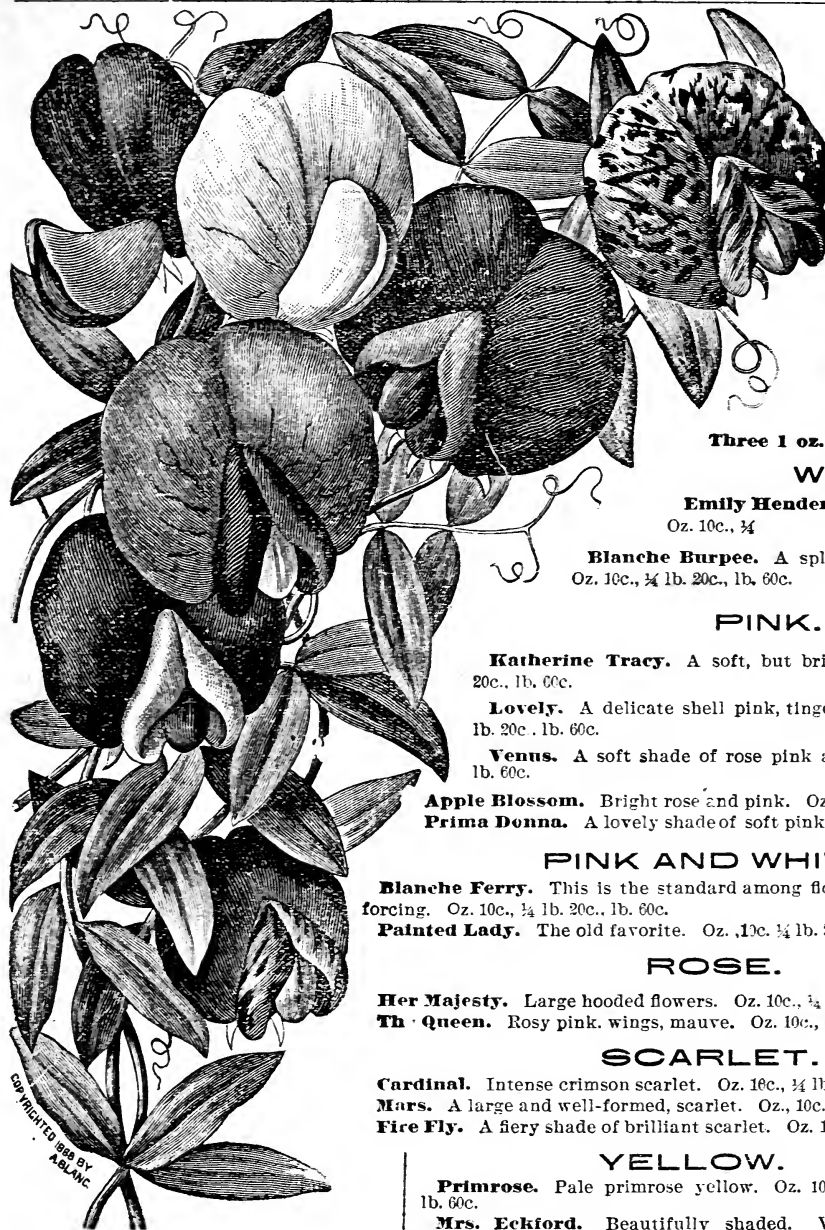 Three 1 oz.
W
Emily Hender
Oz. 10c., ¼
Blanche Burpee. A spl
Oz. 10c., ¼ lb. 20c., lb. 60c.
PINK.
Katherine Tracy. A soft, but bri
20c., lb. 60c.
Lovely. A delicate shell pink, tinge
lb. 20c. lb. 60c.
Venus. A soft shade of rose pink a
lb. 60c.
Apple Blossom. Bright rose and pink. Oz
Prima Donna. A lovely shade of soft pink
PINK AND WHI
Blanche Ferry. This is the standard among flo
forcing. Oz. 10c., ¼ lb. 20c., lb. 60c.
Painted Lady. The old favorite. Oz. ,10c. ¼ lb.
ROSE.
Her Majesty. Large hooded flowers. Oz. 10c., ¼
Th Queen. Rosy pink. wings, mauve. Oz. 10c.,
SCARLET.
Cardinal. Intense crimson scarlet. Oz. 10c., ¼ lb
Mars. A large and well-formed, scarlet. Oz., 10c.
Fire Fly. A fiery shade of brilliant scarlet. Oz. 1
YELLOW.
Primrose. Pale primrose yellow. Oz. 10
lb. 60c.
Mrs. Eckford. Beautifully shaded. W
COPYRIGHTED 1888 BY
A.BLANC.